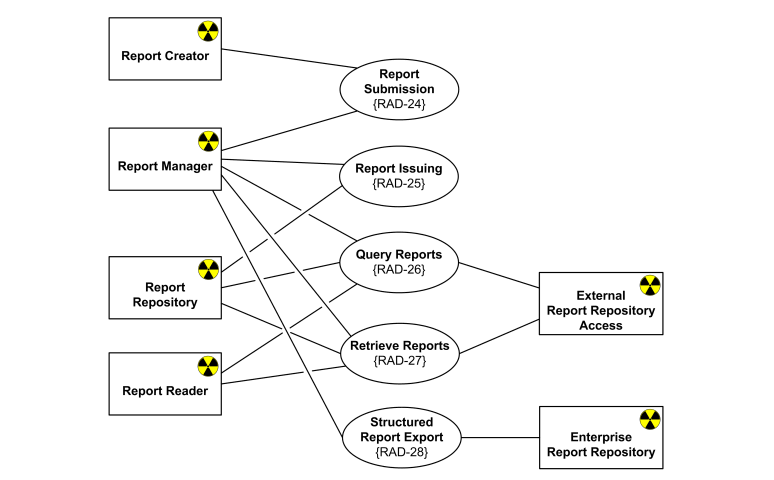 Report Creator
Report
Submission
{RAD-24}
Report Manager
Report Issuing
{RAD-25}
Query Reports
{RAD-26}
Report
Repository
External
Report Repository
Access
Retrieve Reports
{RAD-27}
Report Reader
Structured
Report Export
{RAD-28}
Enterprise
Report Repository